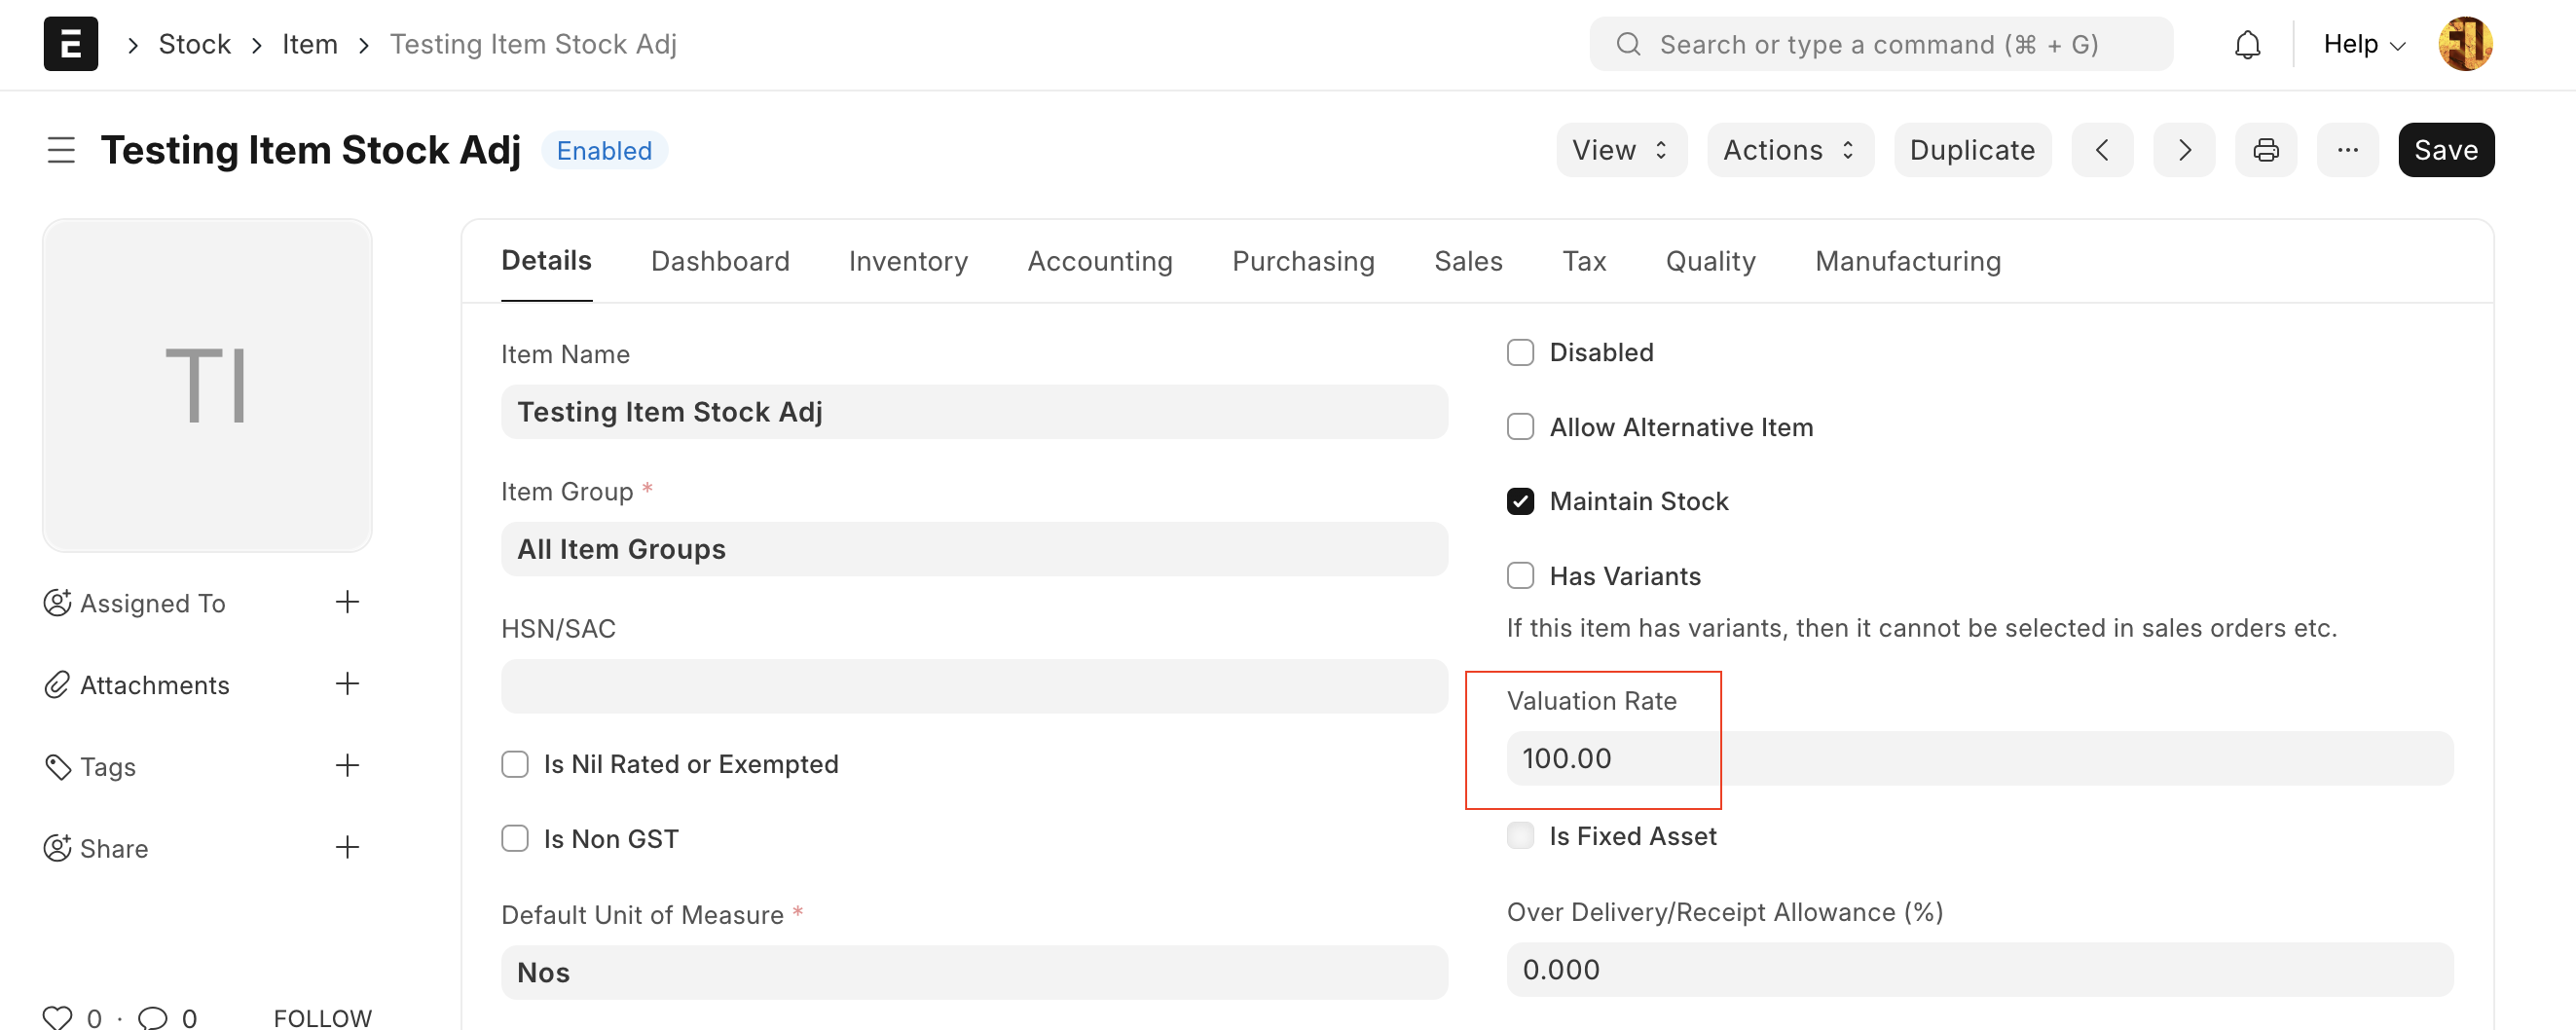 Stock Item Testing Item Stock Adj
Search or type a command (⌘ + G)
Help
Testing Item Stock Adj Enabled
View Actions Duplicate ... Save
TI
Assigned To
Attachments
Tags
Share
0 · 0 FOLLOW
Details Dashboard Inventory Accounting Purchasing Sales Tax Quality Manufacturing
Item Name
Testing Item Stock Adj
Item Group *
All Item Groups
HSN/SAC
Is Nil Rated or Exempted
Is Non GST
Default Unit of Measure *
Nos
Disabled
Allow Alternative Item
Maintain Stock
Has Variants
If this item has variants, then it cannot be selected in sales orders etc.
Valuation Rate
100.00
Is Fixed Asset
Over Delivery/Receipt Allowance (%)
0.000